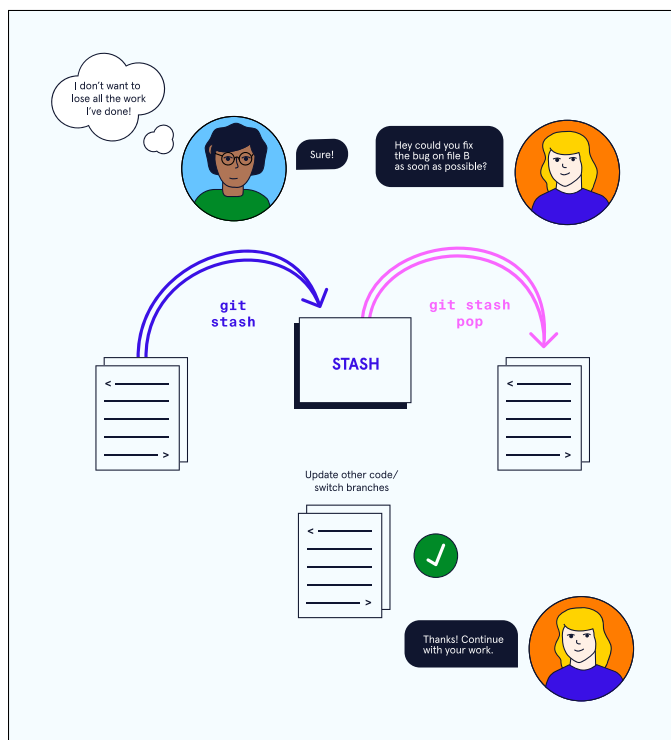 I don't want to
lose all the work
I've done!
Sure!
Hey could you fix
the bug on file B
as soon as possible?
git
stash
git stash
pop
STASH
<
>
<
>
Update other code/
switch branches
<
>
Thanks! Continue
with your work.